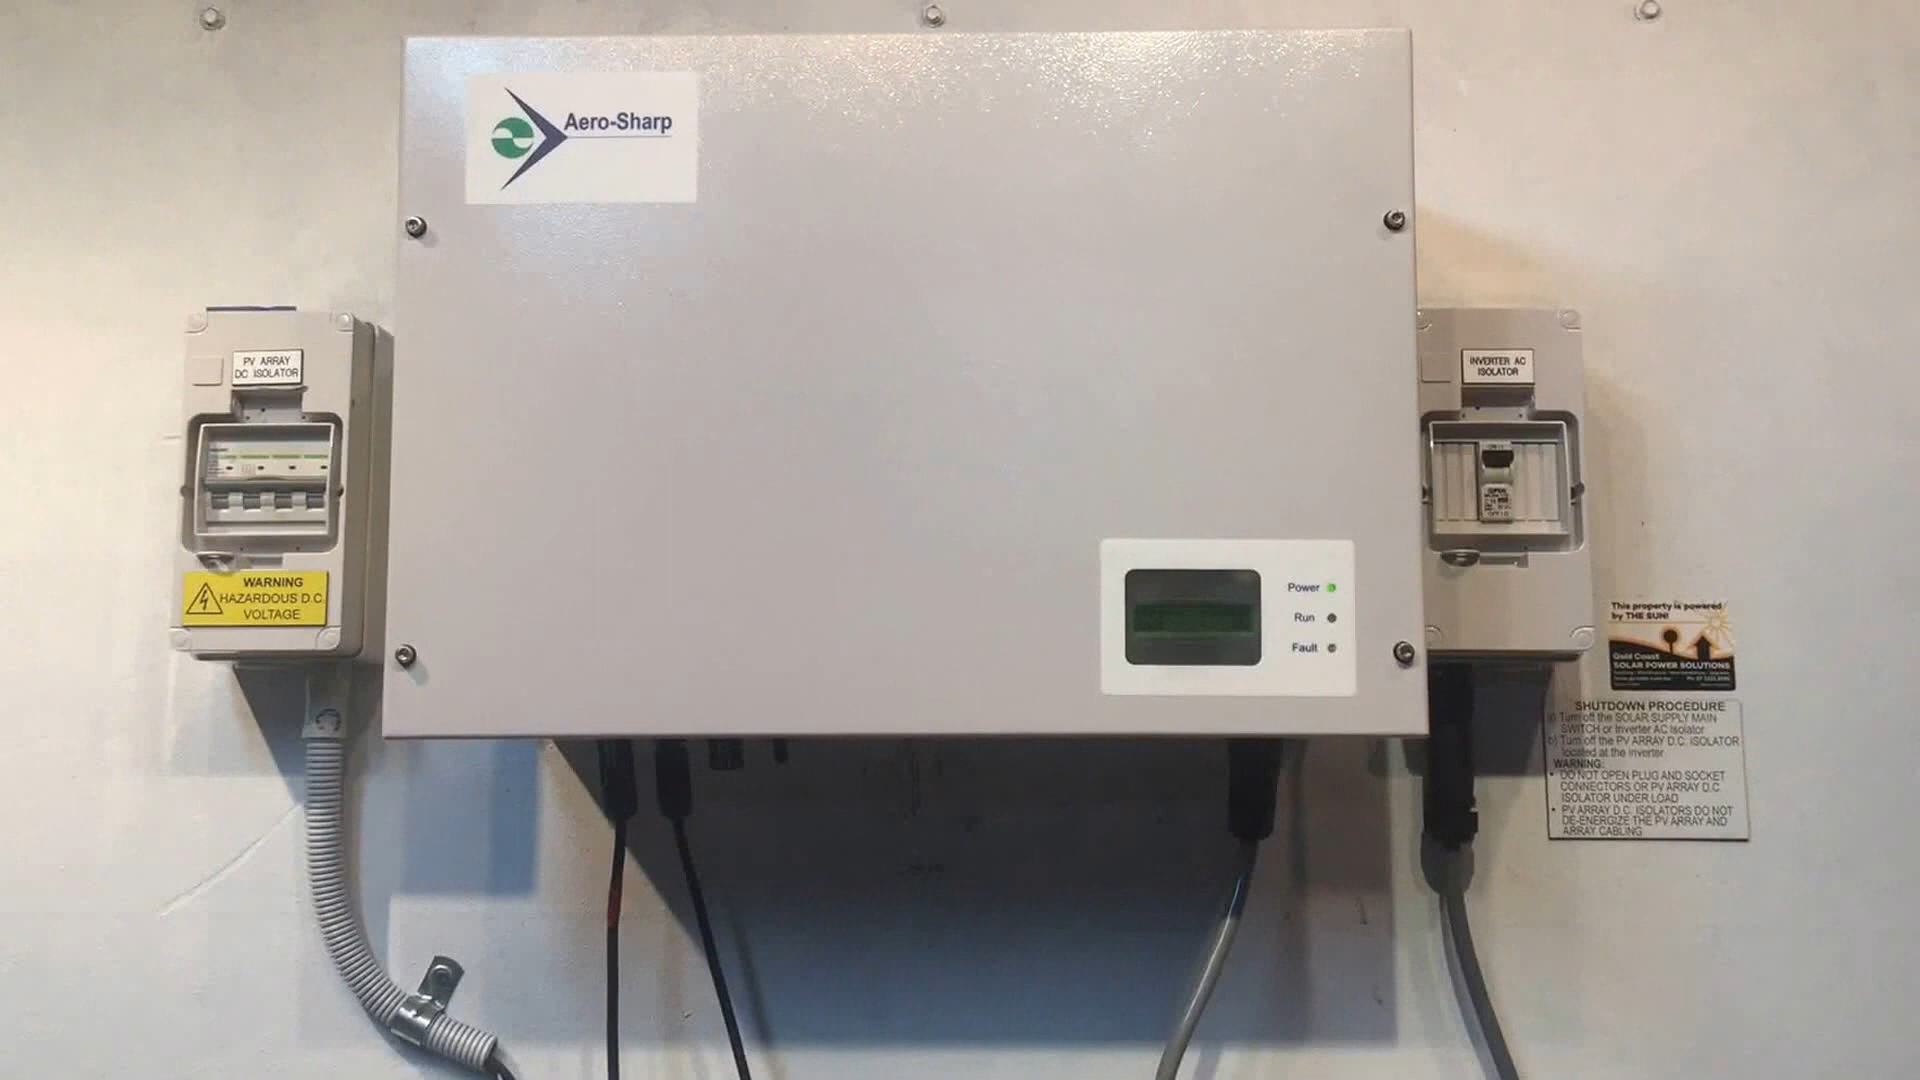 Aero-Sharp
PV ARRAY
DC ISOLATOR
WARNING
HAZARDOUS D.C.
VOLTAGE
Power
Run
Fault
INVERTER AC
ISOLATOR
This property is powered
by THE SUN!
Gold Coast
SOLAR POWER SOLUTIONS
SHUTDOWN PROCEDURE
a) Turn off the SOLAR SUPPLY MAIN
SWITCH or Inverter AC Isolator
b) Turn off the PV ARRAY D.C. ISOLATOR
located at the inverter
WARNING:
• DO NOT OPEN PLUG AND SOCKET
CONNECTORS OR PV ARRAY D.C.
ISOLATOR UNDER LOAD
• PV ARRAY D.C. ISOLATORS DO NOT
DE-ENERGIZE THE PV ARRAY AND
ARRAY CABLING